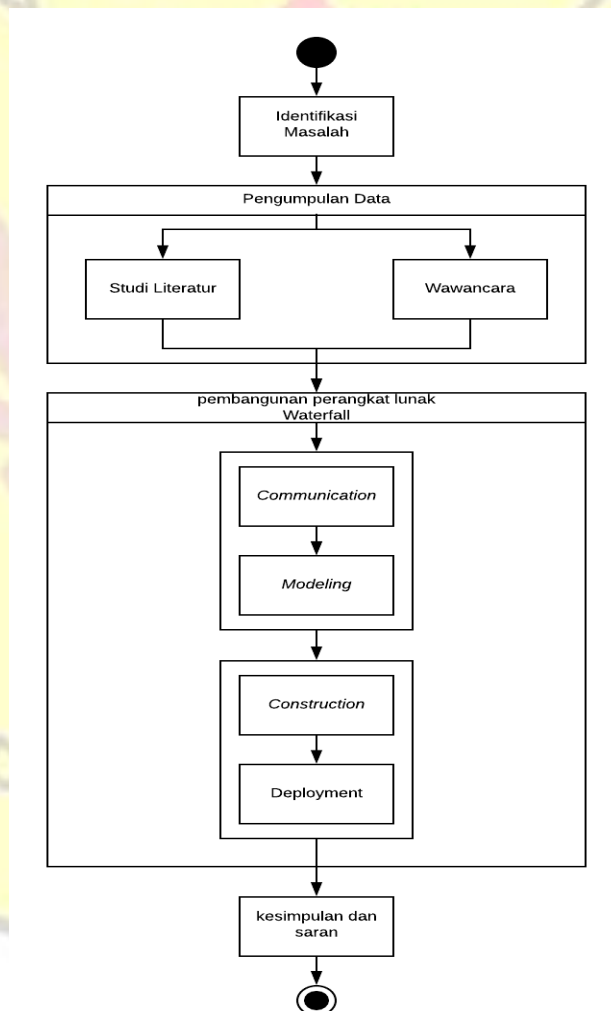 Identifikasi
Masalah
Pengumpulan Data
Studi Literatur
Wawancara
pembangunan perangkat lunak
Waterfall
Communication
Modeling
Construction
Deployment
kesimpulan dan
saran